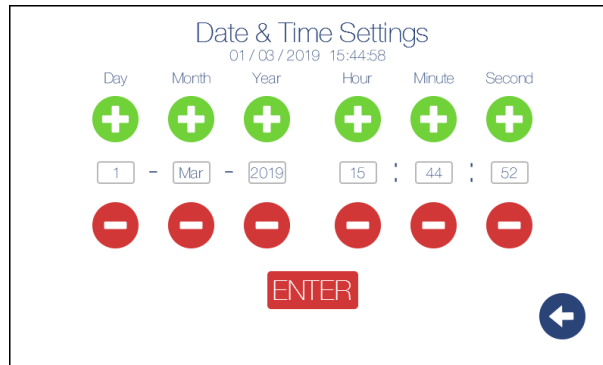 Date & Time Settings
01 / 03 / 2019 15:44:58
Day Month Year Hour Minute Second
1 - Mar - 2019 15 : 44 : 52
ENTER